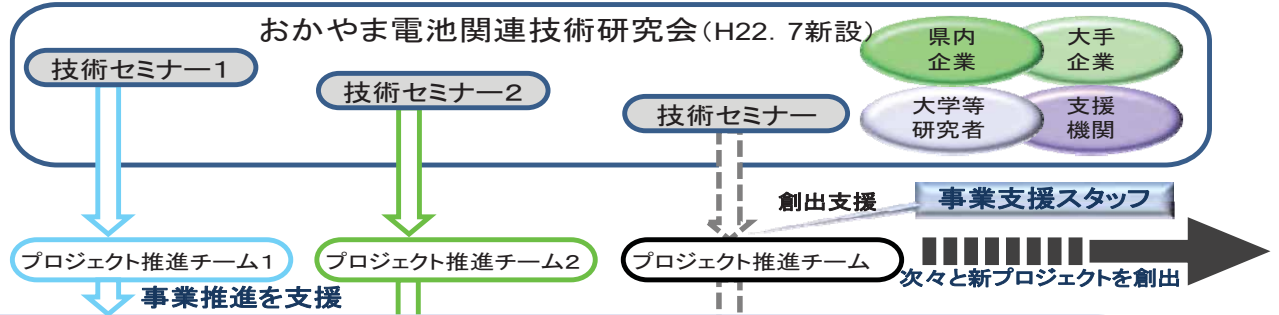 おかやま電池関連技術研究会(H22. 7新設)
県内
企業
大手
企業
技術セミナー1
技術セミナー2
技術セミナー
大学等
研究者
支援
機関
創出支援
事業支援スタッフ
プロジェクト推進チーム1
プロジェクト推進チーム2
プロジェクト推進チーム
次々と新プロジェクトを創出
事業推進を支援